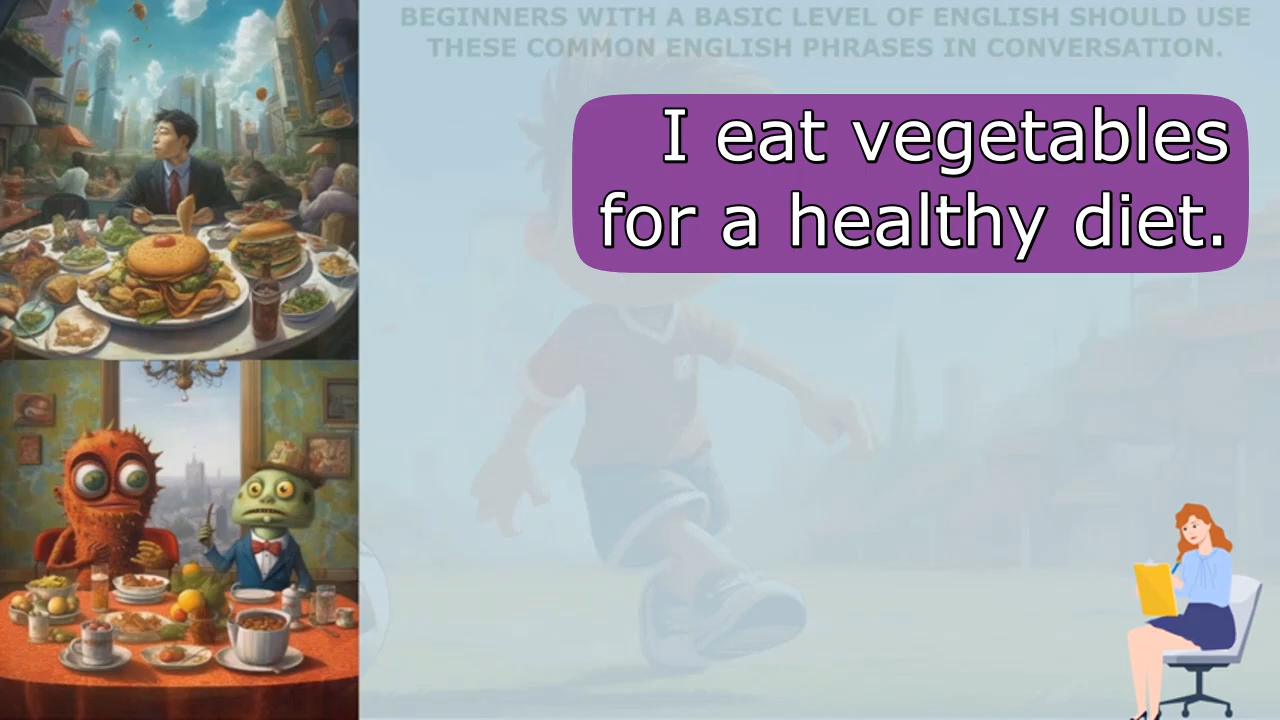 BEGINNERS WITH A BASIC LEVEL OF ENGLISH SHOULD USE
THESE COMMON ENGLISH PHRASES IN CONVERSATION.
I eat vegetables
for a healthy diet.